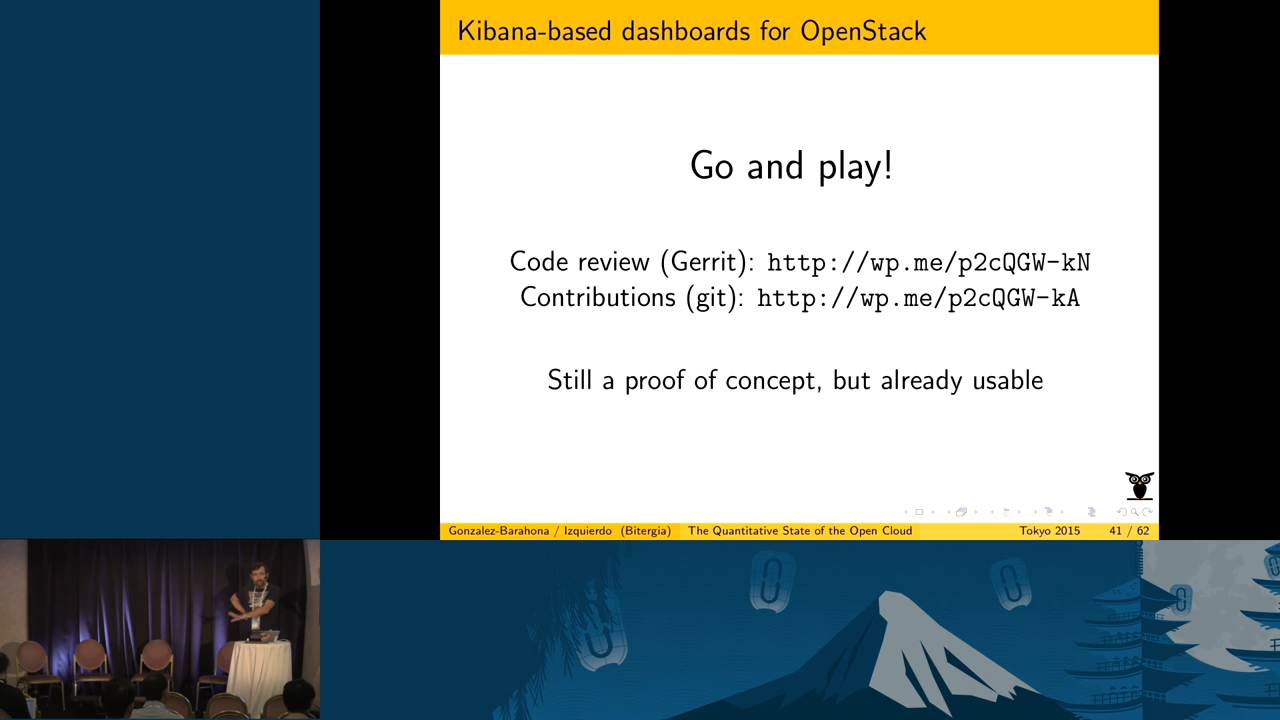 Kibana-based dashboards for OpenStack
Go and play!
Code review (Gerrit): http://wp.me/p2cQGW-kN
Contributions (git): http://wp.me/p2cQGW-kA
Still a proof of concept, but already usable
Gonzalez-Barahona / Izquierdo (Bitergia) The Quantitative State of the Open Cloud Tokyo 2015 41 / 62